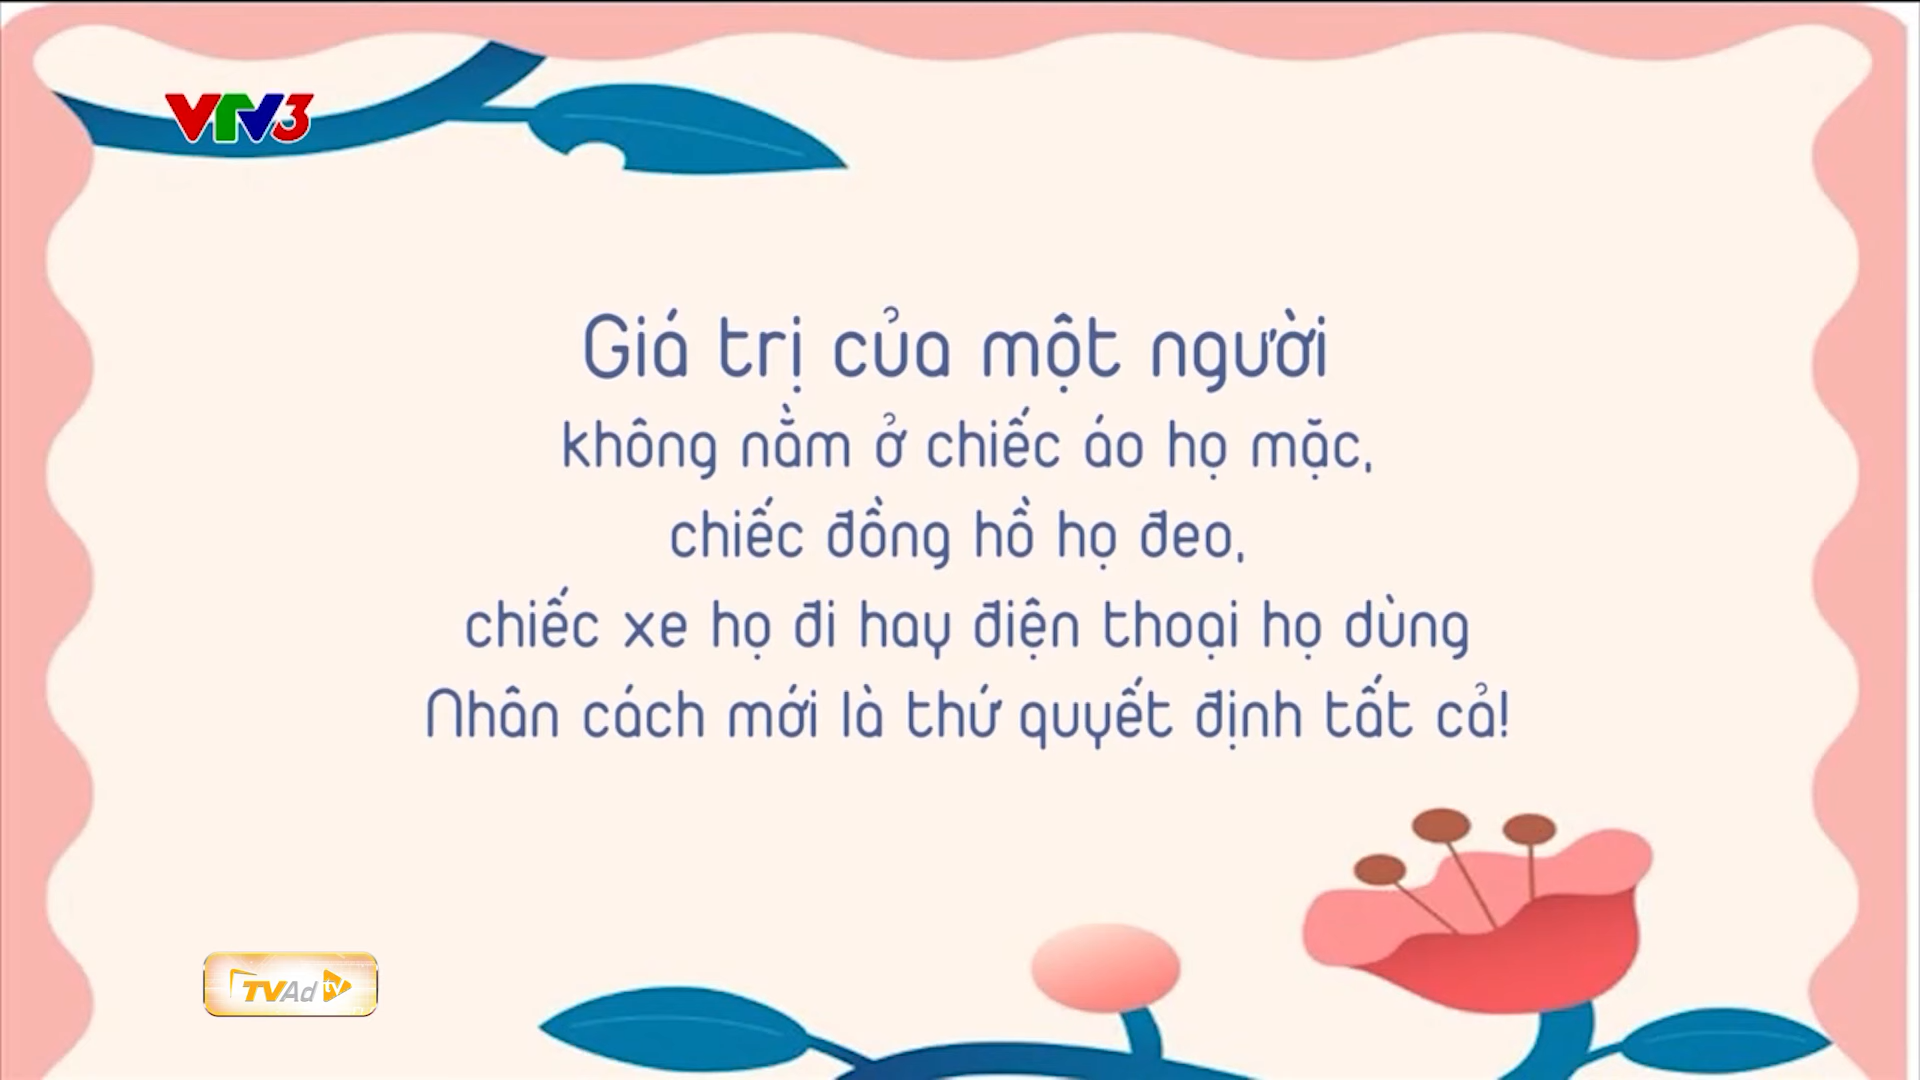 VTV3
Giá trị của một người
không nằm ở chiếc áo họ mặc,
chiếc đồng hồ họ đeo,
chiếc xe họ đi hay điện thoại họ dùng
Nhân cách mới là thứ quyết định tất cả!
TVAd tv